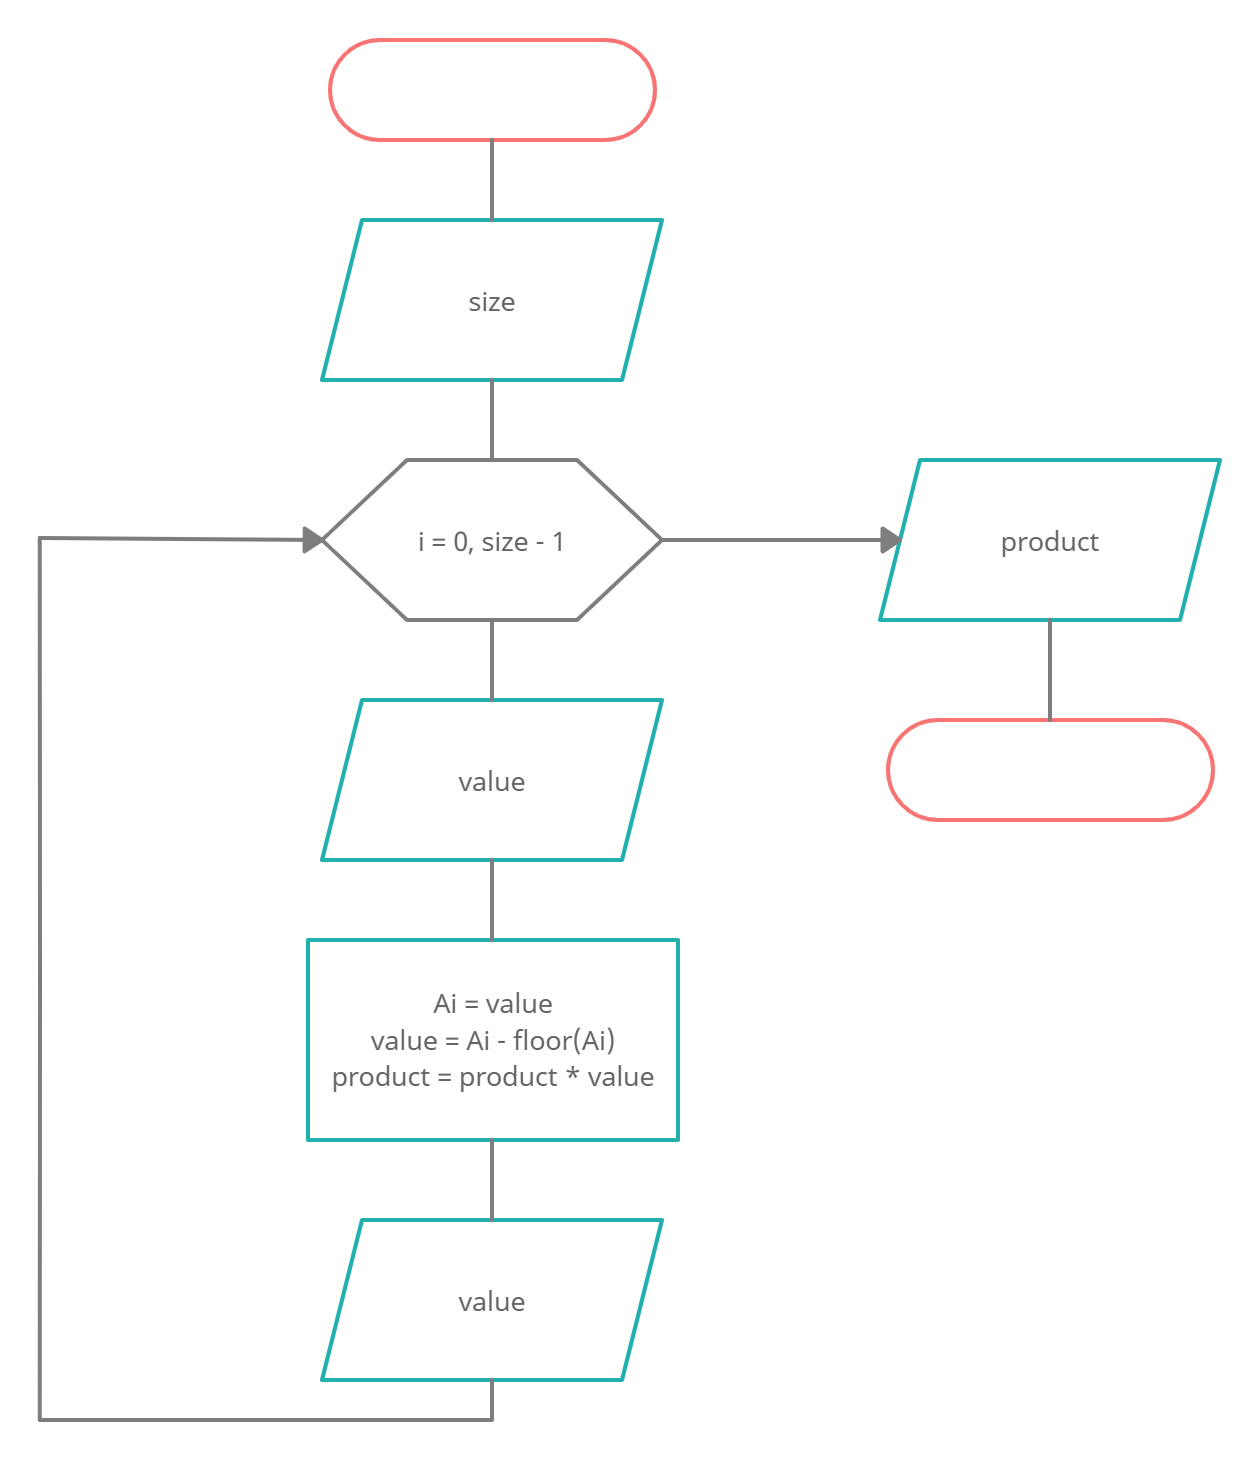 size
i = 0, size - 1
product
value
Ai = value
value = Ai - floor(Ai)
product = product * value
value